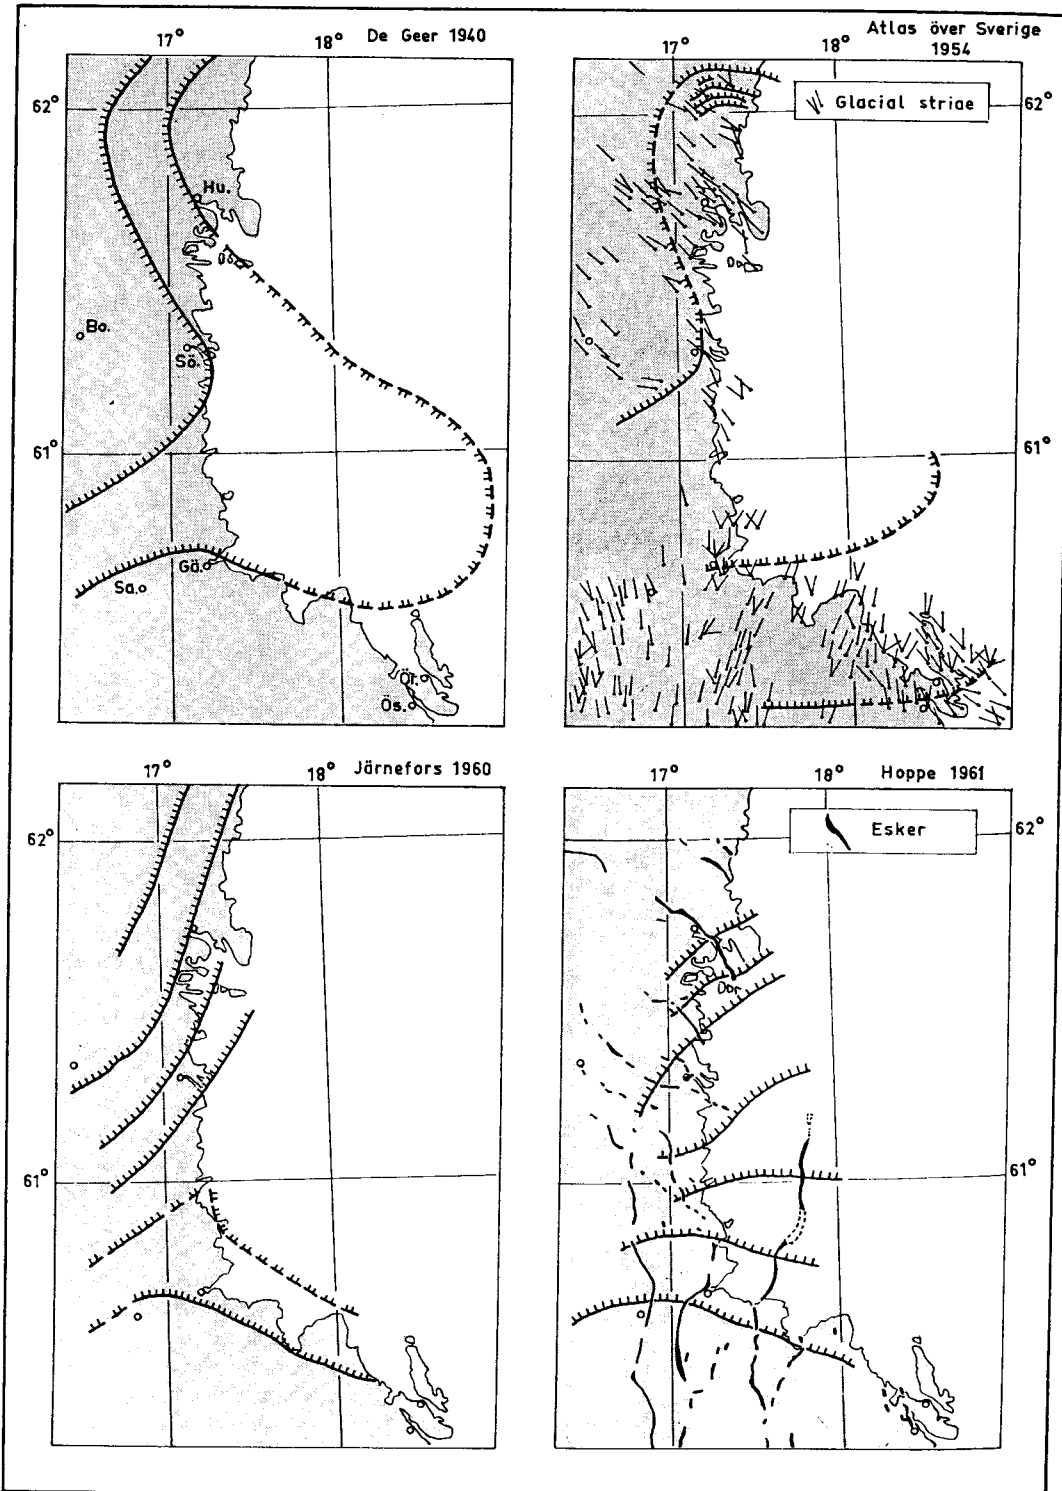 De Geer 1940
17° 18°
62°
Hu.
Bo.
Sö.
61°
Gä.
Sa.
Ör.
Ös.
Atlas över Sverige
1954
17° 18°
Glacial striae
62°
61°
Järnefors 1960
17° 18°
62°
61°
Hoppe 1961
17° 18°
Esker
62°
61°